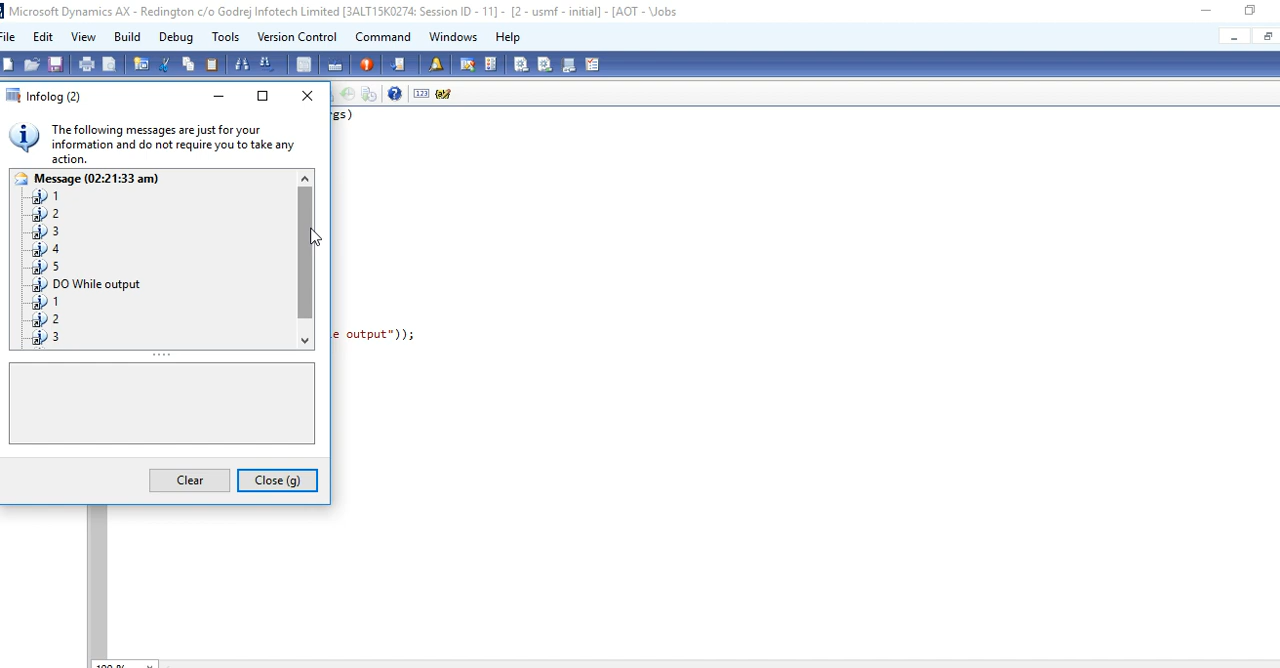 Microsoft Dynamics AX - Redington c/o Godrej Infotech Limited [3ALT15K0274: Session ID - 11] - [2 - usmf - initial] - [AOT - \Jobs
File Edit View Build Debug Tools Version Control Command Windows Help
Infolog (2)
gs)
The following messages are just for your
information and do not require you to take any
action.
Message (02:21:33 am)
1
2
3
4
5
DO While output
1
2
3
e output"));
Clear Close (g)
100 %